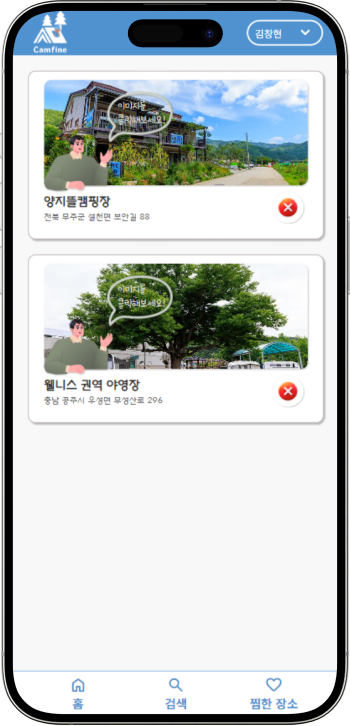 Camfine
김창현
이미지를
클릭해보세요!
양지뜰캠핑장
전북 무주군 설천면 보안길 88
이미지를
클릭해보세요!
웰니스 권역 야영장
충남 공주시 우성면 무성산로 296
홈
검색
찜한 장소